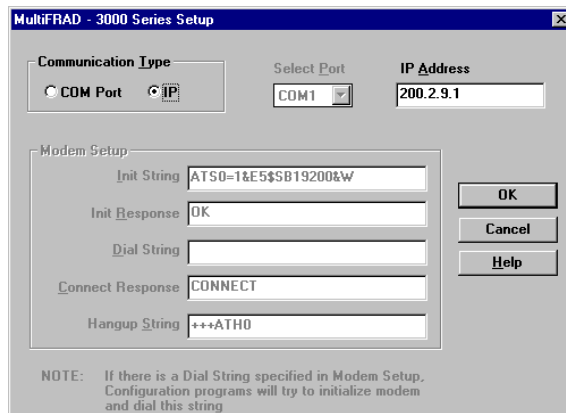 MultiFRAD - 3000 Series Setup
Communication Type
COM Port IP
Select Port
COM1
IP Address
200.2.9.1
Modem Setup
Init String ATS0=1&E5$SB19200&W
Init Response OK
Dial String
Connect Response CONNECT
Hangup String +++ATH0
OK
Cancel
Help
NOTE: If there is a Dial String specified in Modem Setup,
Configuration programs will try to initialize modem
and dial this string